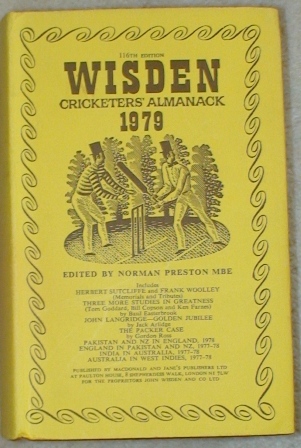 116TH EDITION
WISDEN
CRICKETERS' ALMANACK
1979
EDITED BY NORMAN PRESTON MBE
Includes
HERBERT SUTCLIFFE and FRANK WOOLLEY
(Memorials and Tributes)
THREE MORE STUDIES IN GREATNESS
(Tom Goddard, Bill Copson and Ken Farnes)
by Basil Easterbrook
JOHN LANGRIDGE—GOLDEN JUBILEE
by Jack Arlidge
THE PACKER CASE
by Gordon Ross
PAKISTAN AND NZ IN ENGLAND, 1978
ENGLAND IN PAKISTAN AND NZ, 1977-78
INDIA IN AUSTRALIA, 1977-78
AUSTRALIA IN WEST INDIES, 1977-78
PUBLISHED BY MACDONALD AND JANE'S PUBLISHERS LTD
AT PAULTON HOUSE, 8 SHEPHERDESS WALK, LONDON N1 7LW
FOR THE PROPRIETORS JOHN WISDEN AND CO LTD